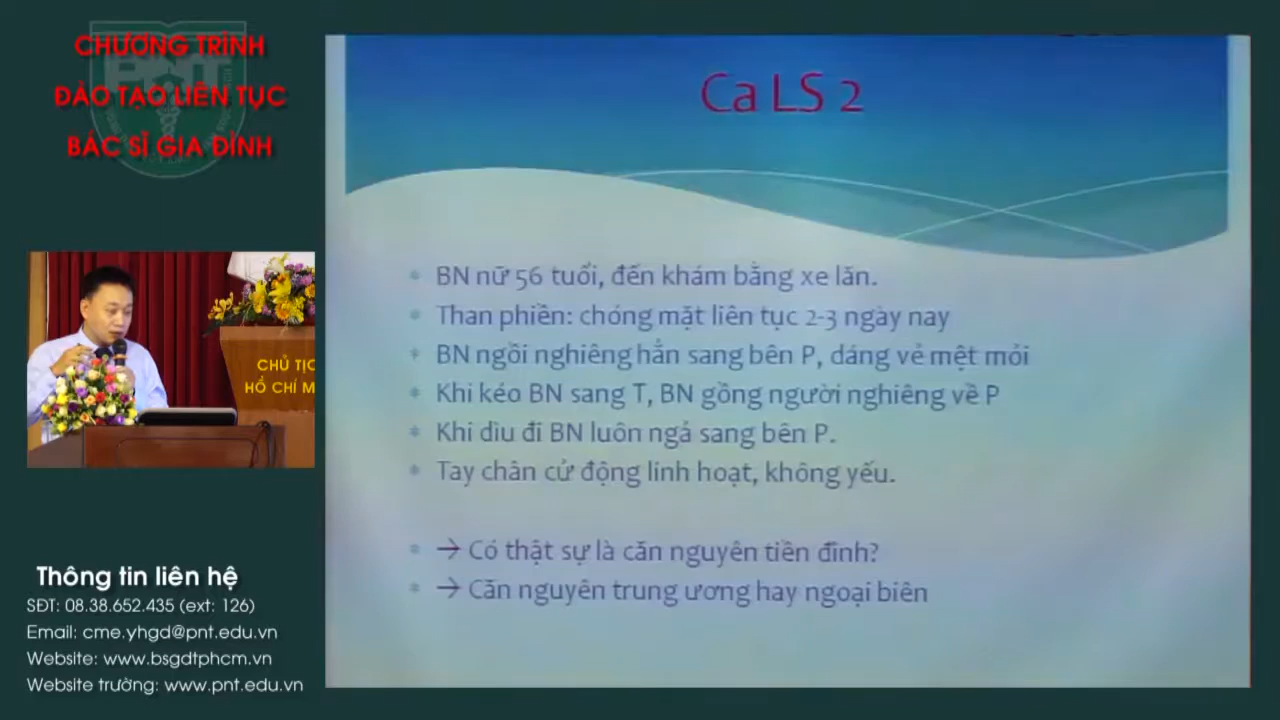 CHƯƠNG TRÌNH
ĐÀO TẠO LIÊN TỤC
BÁC SĨ GIA ĐÌNH
PNT
CHỦ TỊC
HỒ CHÍ M
Thông tin liên hệ
SĐT: 08.38.652.435 (ext: 126)
Email: cme.yhgd@pnt.edu.vn
Website: www.bsgdtphcm.vn
Website trường: www.pnt.edu.vn
Ca LS 2
BN nữ 56 tuổi, đến khám bằng xe lăn.
Than phiền: chóng mặt liên tục 2-3 ngày nay
BN ngồi nghiêng hẳn sang bên P, dáng vẻ mệt mỏi
Khi kéo BN sang T, BN gồng người nghiêng về P
Khi dìu đi BN luôn ngả sang bên P.
Tay chân cử động linh hoạt, không yếu.
→ Có thật sự là căn nguyên tiền đình?
→ Căn nguyên trung ương hay ngoại biên